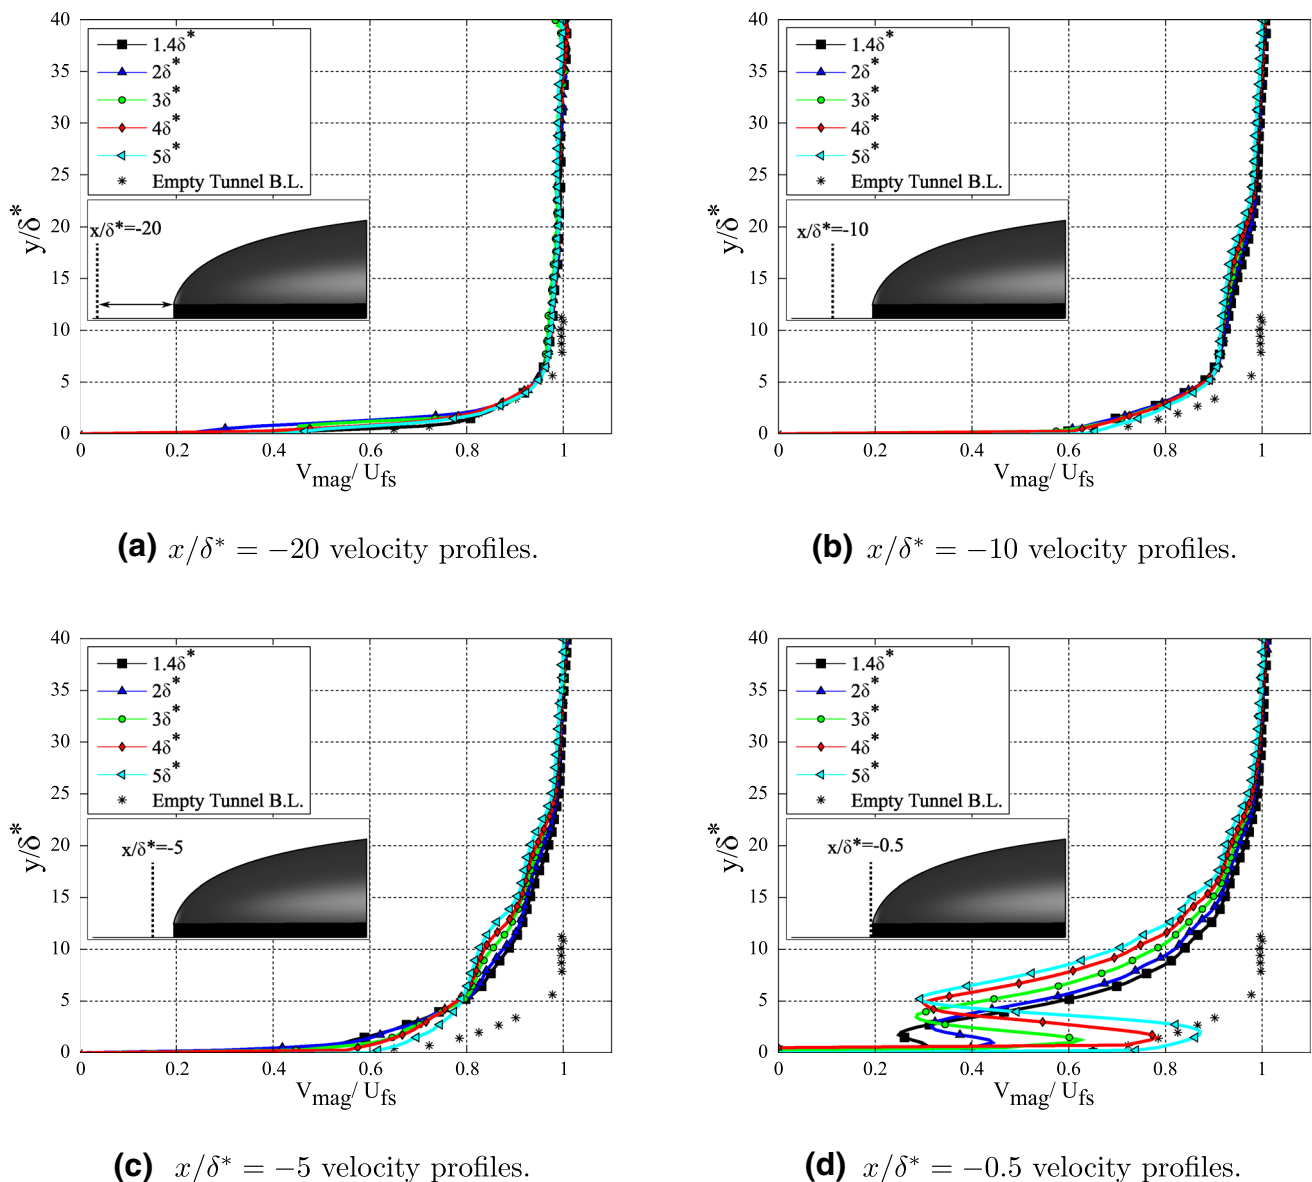 40
35
30
25
20
15
10
5
0
y/δ*
1.4δ*
2δ*
3δ*
4δ*
5δ*
Empty Tunnel B.L.
x/δ*=-20
0 0.2 0.4 0.6 0.8 1
Vmag/ Ufs
(a) x/δ* = −20 velocity profiles.
40
35
30
25
20
15
10
5
0
y/δ*
1.4δ*
2δ*
3δ*
4δ*
5δ*
Empty Tunnel B.L.
x/δ*=-10
0 0.2 0.4 0.6 0.8 1
Vmag/ Ufs
(b) x/δ* = −10 velocity profiles.
40
35
30
25
20
15
10
5
0
y/δ*
1.4δ*
2δ*
3δ*
4δ*
5δ*
Empty Tunnel B.L.
x/δ*=-5
0 0.2 0.4 0.6 0.8 1
Vmag/ Ufs
(c) x/δ* = −5 velocity profiles.
40
35
30
25
20
15
10
5
0
y/δ*
1.4δ*
2δ*
3δ*
4δ*
5δ*
Empty Tunnel B.L.
x/δ*=-0.5
0 0.2 0.4 0.6 0.8 1
Vmag/ Ufs
(d) x/δ* = −0.5 velocity profiles.